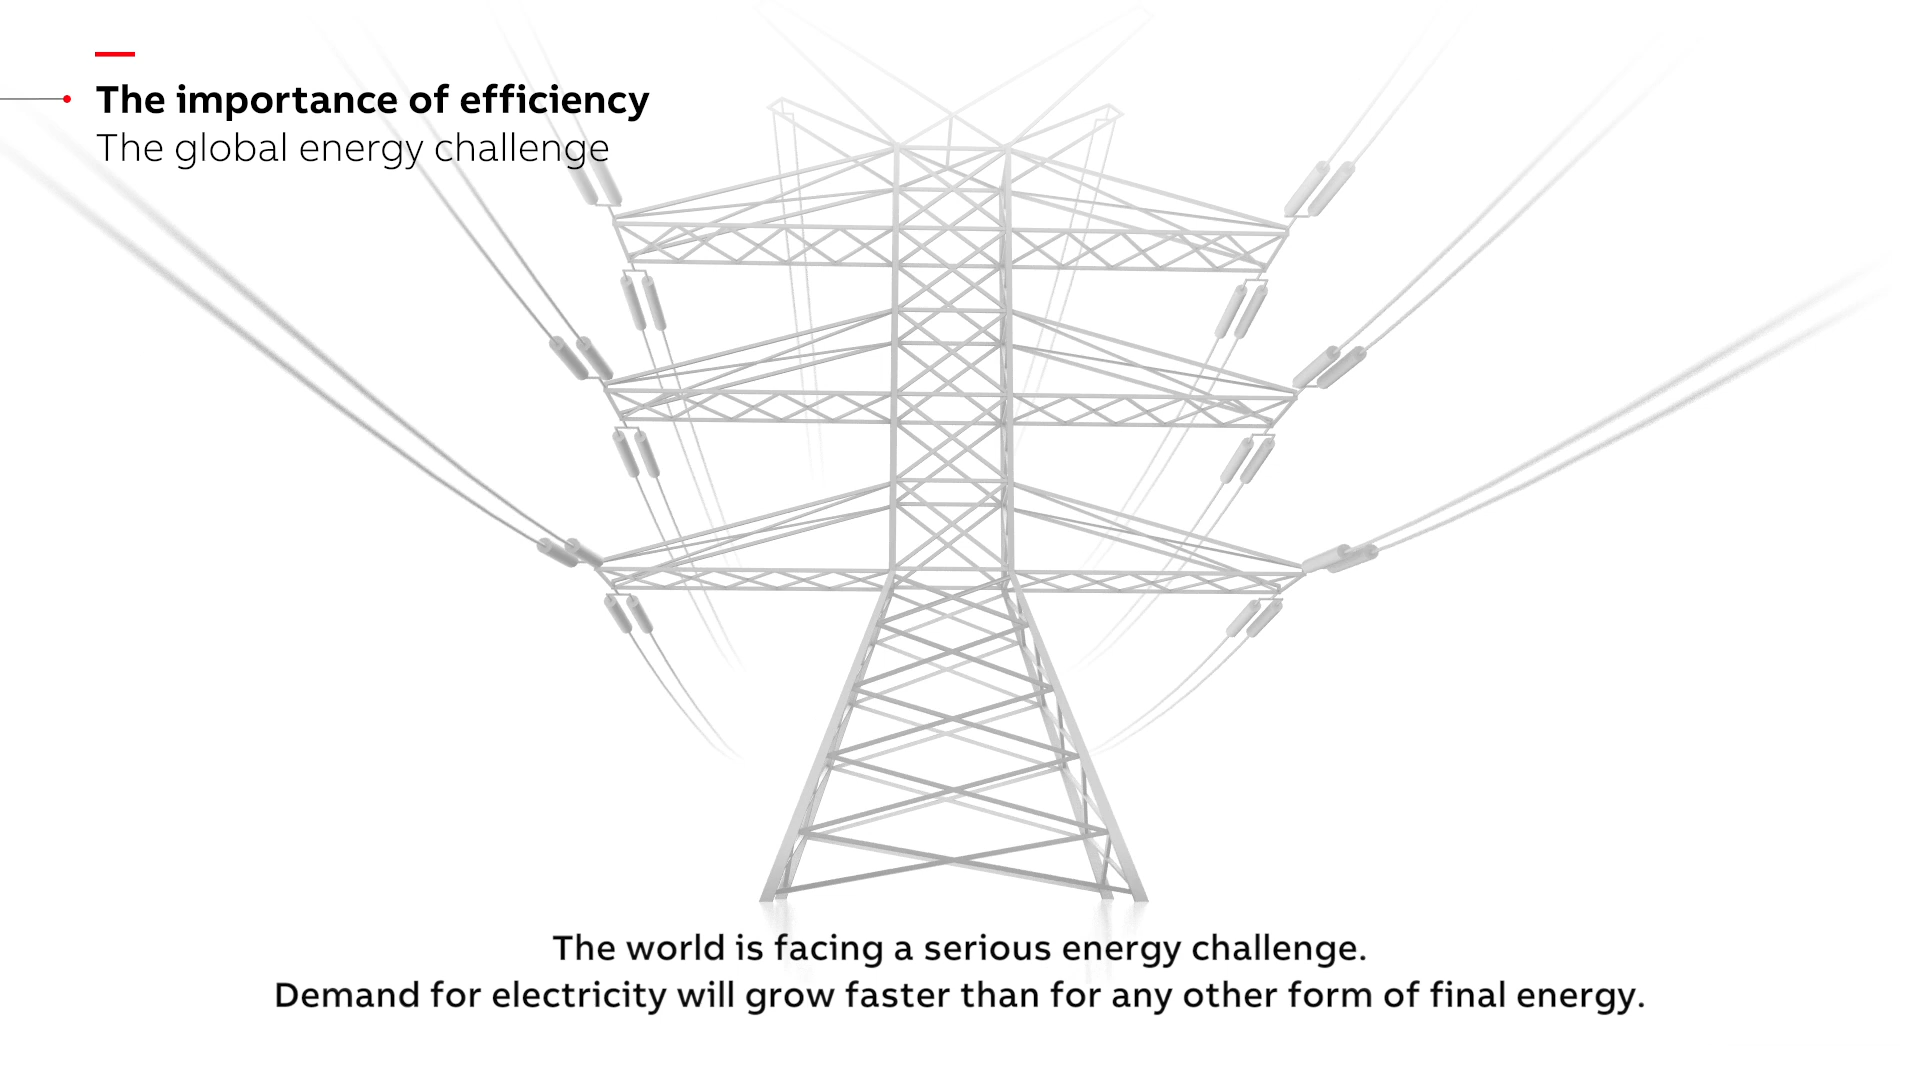 The importance of efficiency
The global energy challenge
The world is facing a serious energy challenge.
Demand for electricity will grow faster than for any other form of final energy.